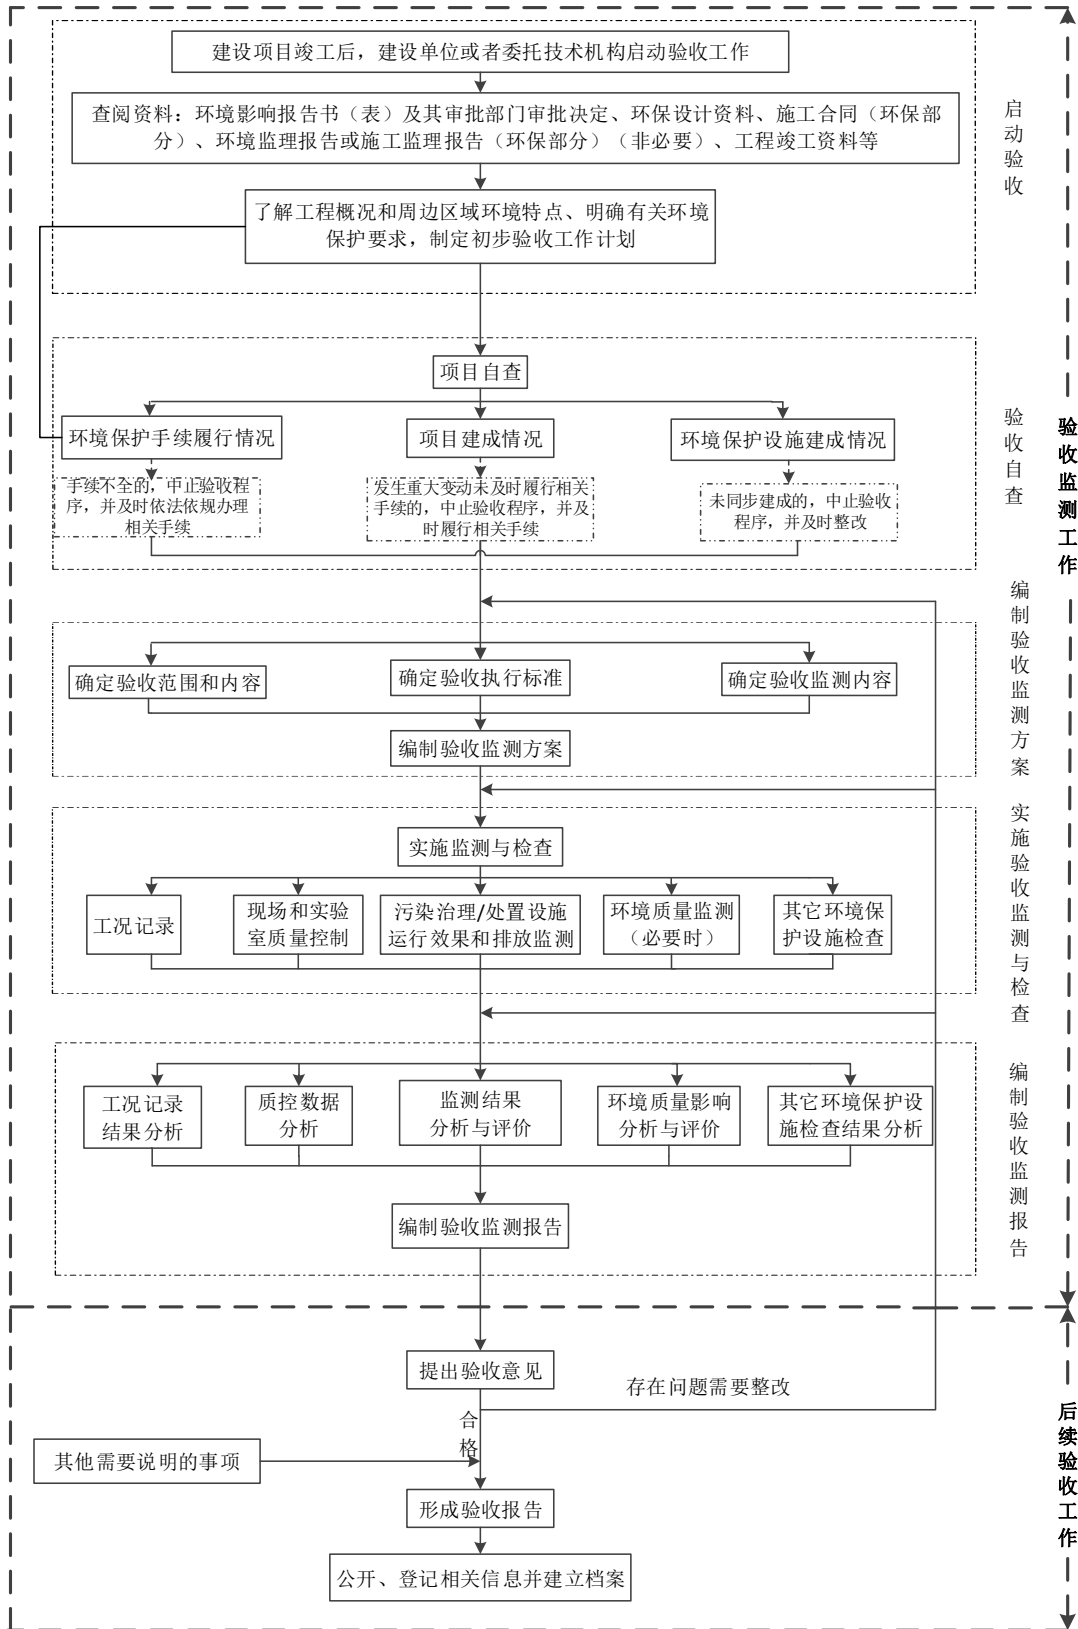 建设项目竣工后，建设单位或者委托技术机构启动验收工作
查阅资料：环境影响报告书（表）及其审批部门审批决定、环保设计资料、施工合同（环保部
分）、环境监理报告或施工监理报告（环保部分）（非必要）、工程竣工资料等
了解工程概况和周边区域环境特点、明确有关环境
保护要求，制定初步验收工作计划
启动验收
项目自查
环境保护手续履行情况
项目建成情况
环境保护设施建成情况
手续不全的，中止验收程
序，并及时依法依规办理
相关手续
发生重大变动未及时履行相关
手续的，中止验收程序，并及
时履行相关手续
未同步建成的，中止验收
程序，并及时整改
验收自查
验收监测工作
确定验收范围和内容
确定验收执行标准
确定验收监测内容
编制验收监测方案
编制验收监测方案
实施监测与检查
工况记录
现场和实验
室质量控制
污染治理/处置设施
运行效果和排放监测
环境质量监测
（必要时）
其它环境保
护设施检查
实施验收监测与检查
工况记录
结果分析
质控数据
分析
监测结果
分析与评价
环境质量影响
分析与评价
其它环境保护设
施检查结果分析
编制验收监测报告
编制验收监测报告
提出验收意见
存在问题需要整改
合格
其他需要说明的事项
形成验收报告
公开、登记相关信息并建立档案
后续验收工作